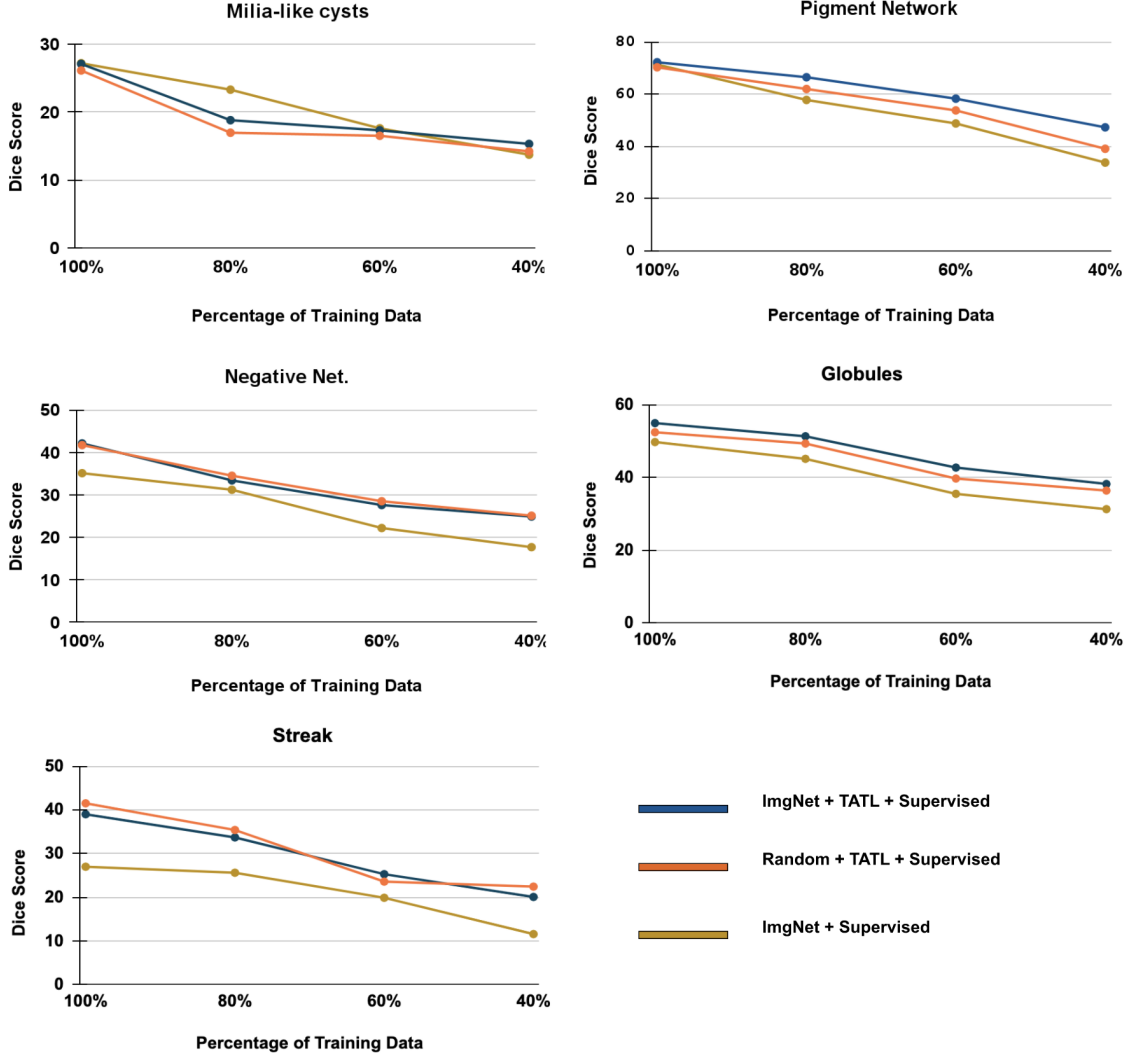 Milia-like cysts
30
20
10
0
Dice Score
100% 80% 60% 40%
Percentage of Training Data
Pigment Network
80
60
40
20
0
Dice Score
100% 80% 60% 40%
Percentage of Training Data
Negative Net.
50
40
30
20
10
0
Dice Score
100% 80% 60% 40%
Percentage of Training Data
Globules
60
40
20
0
Dice Score
100% 80% 60% 40%
Percentage of Training Data
Streak
50
40
30
20
10
0
Dice Score
100% 80% 60% 40%
Percentage of Training Data
ImgNet + TATL + Supervised
Random + TATL + Supervised
ImgNet + Supervised